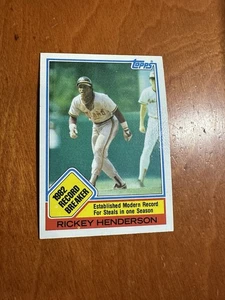 Topps
1982
RECORD
BREAKER
Established Modern Record
For Steals in one Season
RICKEY HENDERSON